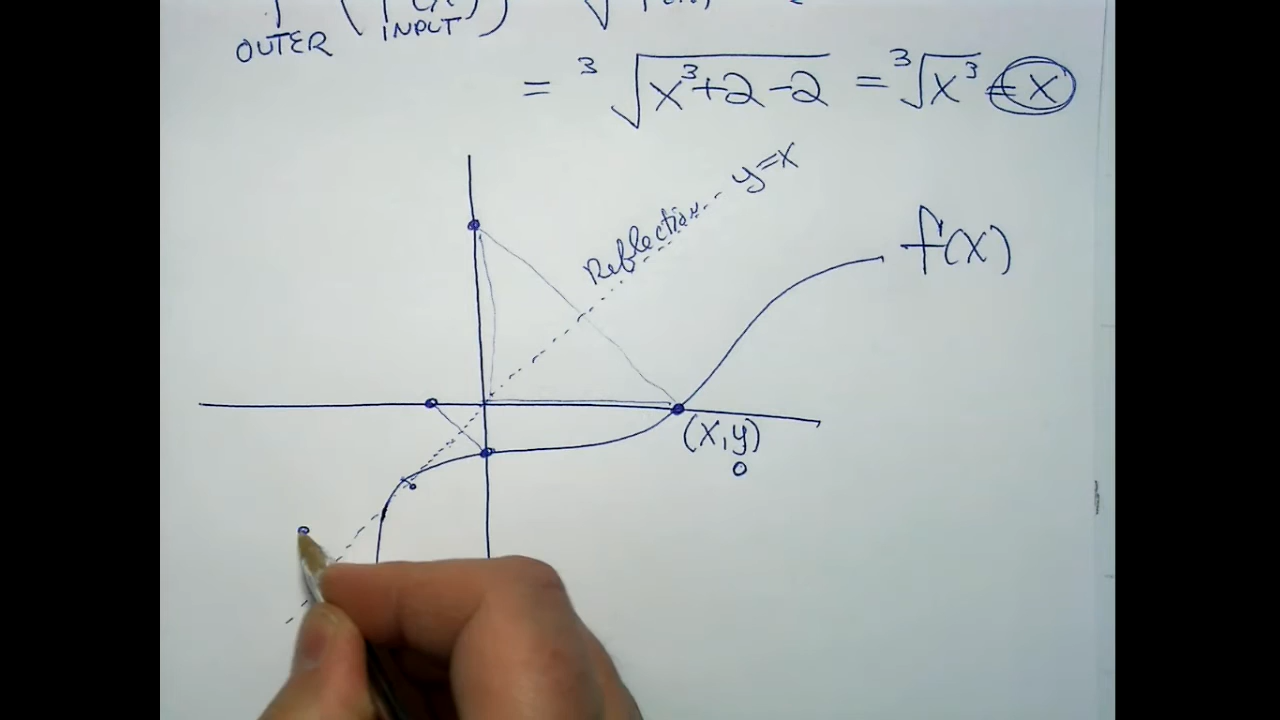 OUTER INPUT
= ³√(x³+2-2) = ³√x³ = x
y=x
Reflection
f(x)
(x,y)